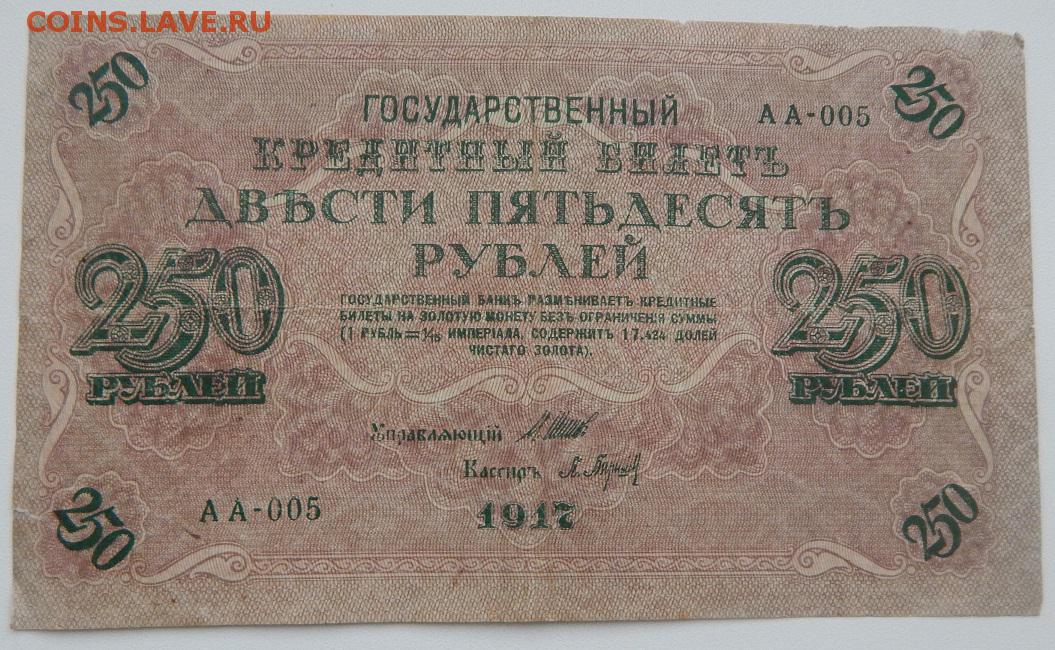 COINS.LAVE.RU
250
250
ГОСУДАРСТВЕННЫЙ
АА-005
КРЕДИТНЫЙ БИЛЕТЪ
ДВѢСТИ ПЯТЬДЕСЯТЪ
РУБЛЕЙ
250
250
ГОСУДАРСТВЕННЫЙ БАНКЪ РАЗМѢНИВАЕТЪ КРЕДИТНЫЕ
БИЛЕТЫ НА ЗОЛОТУЮ МОНЕТУ БЕЗЪ ОГРАНИЧЕНІЯ СУММЫ
(1 РУБЛЬ = 1/15 ИМПЕРІАЛА, СОДЕРЖИТЪ 17.424 ДОЛЕЙ
ЧИСТАГО ЗОЛОТА).
РУБЛЕЙ
РУБЛЕЙ
Управляющій
Кассиръ
АА-005
1917
250
250